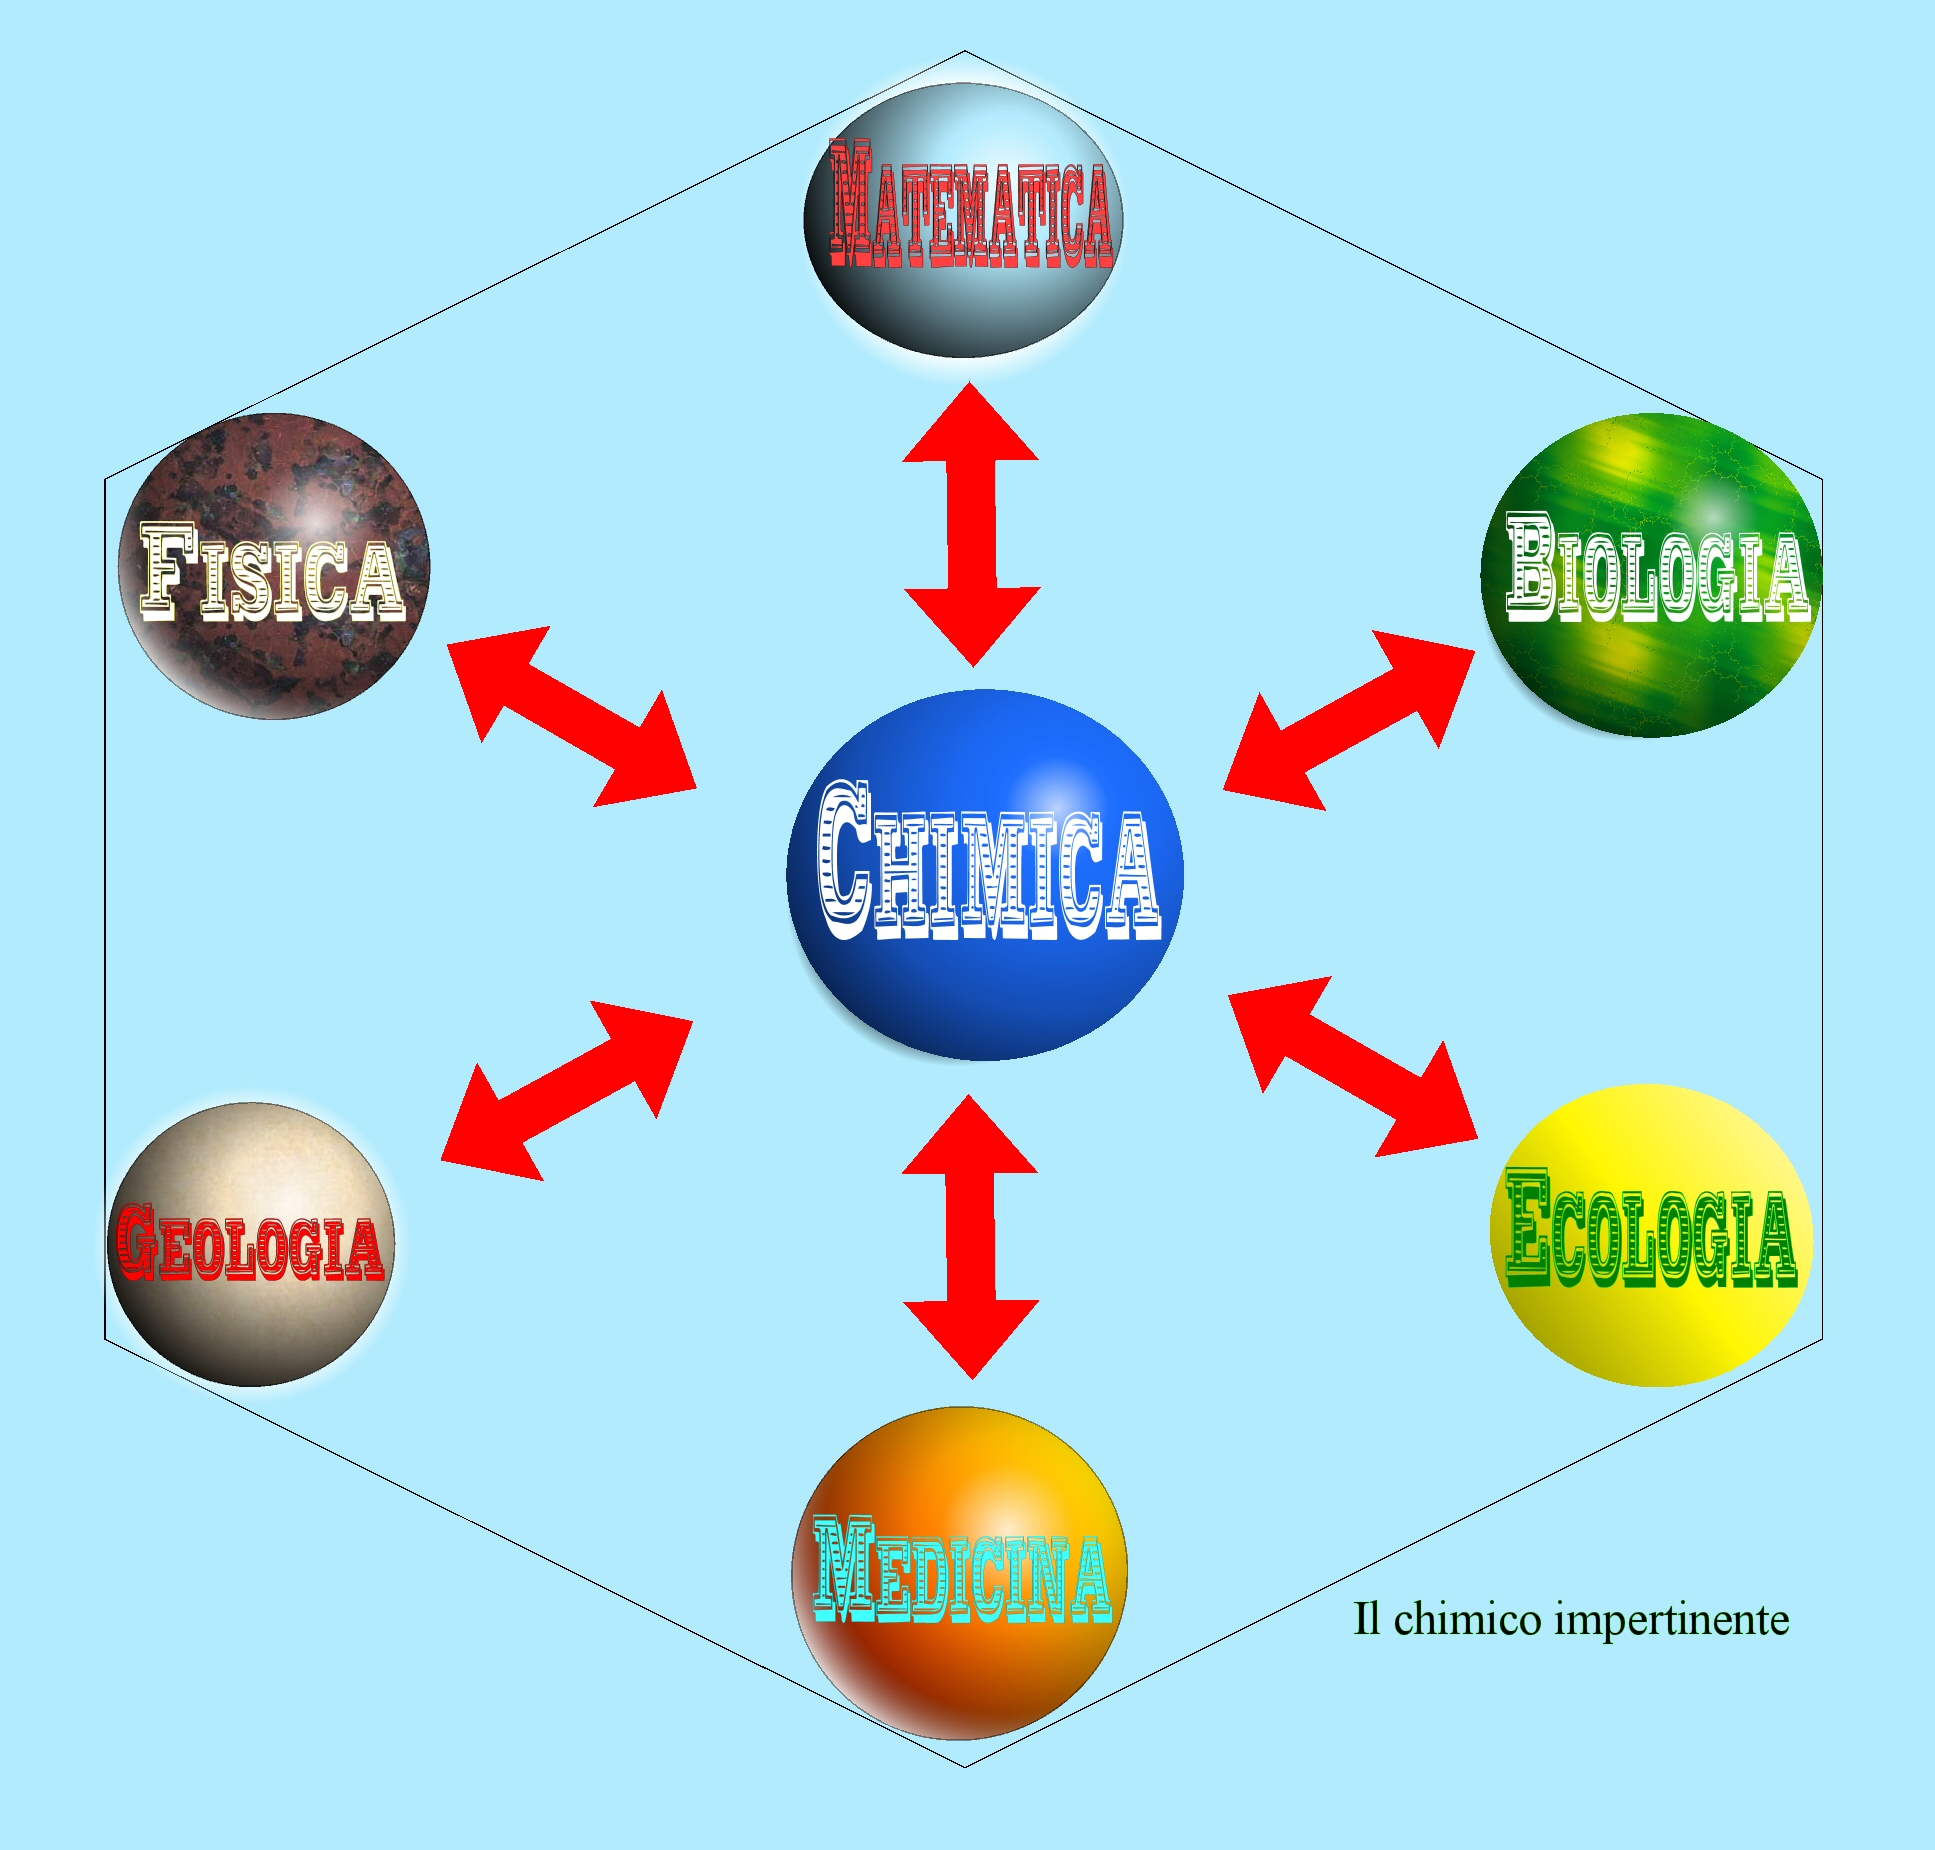 Matematica
Fisica
Biologia
Chimica
Geologia
Ecologia
Medicina
Il chimico impertinente